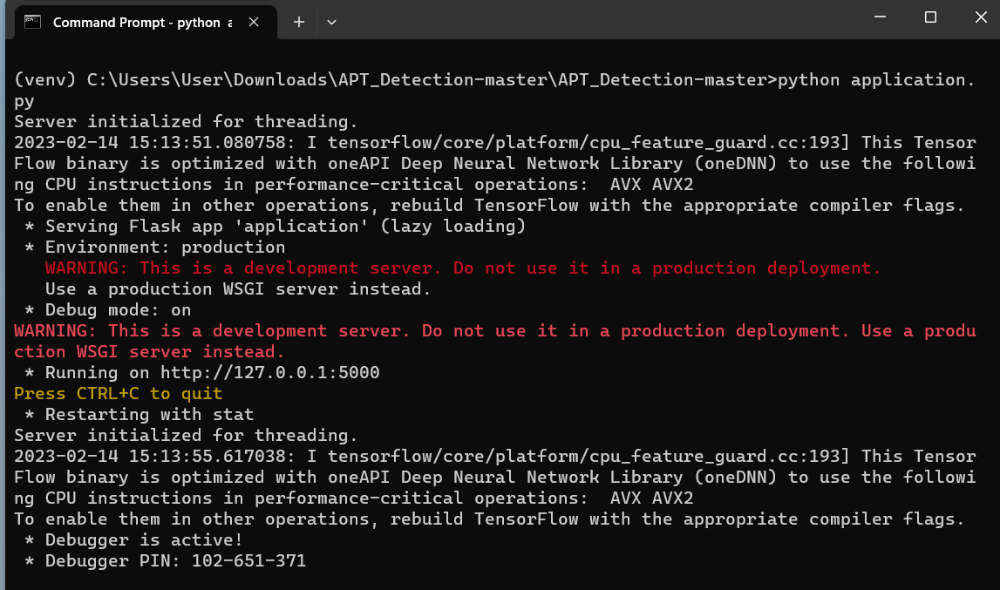 Command Prompt - python a
(venv) C:\Users\User\Downloads\APT_Detection-master\APT_Detection-master>python application.
py
Server initialized for threading.
2023-02-14 15:13:51.080758: I tensorflow/core/platform/cpu_feature_guard.cc:193] This Tensor
Flow binary is optimized with oneAPI Deep Neural Network Library (oneDNN) to use the followi
ng CPU instructions in performance-critical operations:  AVX AVX2
To enable them in other operations, rebuild TensorFlow with the appropriate compiler flags.
 * Serving Flask app 'application' (lazy loading)
 * Environment: production
   WARNING: This is a development server. Do not use it in a production deployment.
   Use a production WSGI server instead.
 * Debug mode: on
WARNING: This is a development server. Do not use it in a production deployment. Use a produ
ction WSGI server instead.
 * Running on http://127.0.0.1:5000
Press CTRL+C to quit
 * Restarting with stat
Server initialized for threading.
2023-02-14 15:13:55.617038: I tensorflow/core/platform/cpu_feature_guard.cc:193] This Tensor
Flow binary is optimized with oneAPI Deep Neural Network Library (oneDNN) to use the followi
ng CPU instructions in performance-critical operations:  AVX AVX2
To enable them in other operations, rebuild TensorFlow with the appropriate compiler flags.
 * Debugger is active!
 * Debugger PIN: 102-651-371